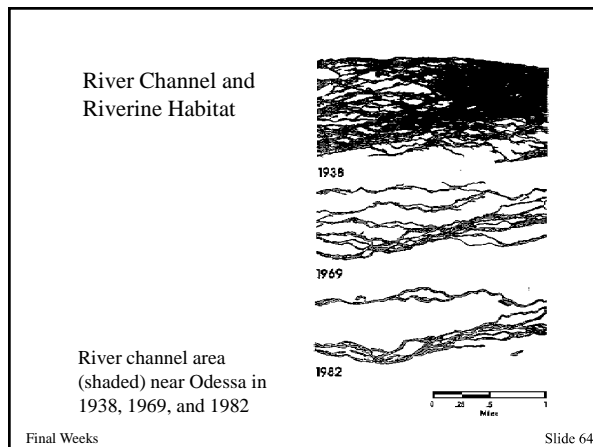 River Channel and
Riverine Habitat
1938
1969
1982
River channel area
(shaded) near Odessa in
1938, 1969, and 1982
0 .25 .5 1
Miles
Final Weeks
Slide 64